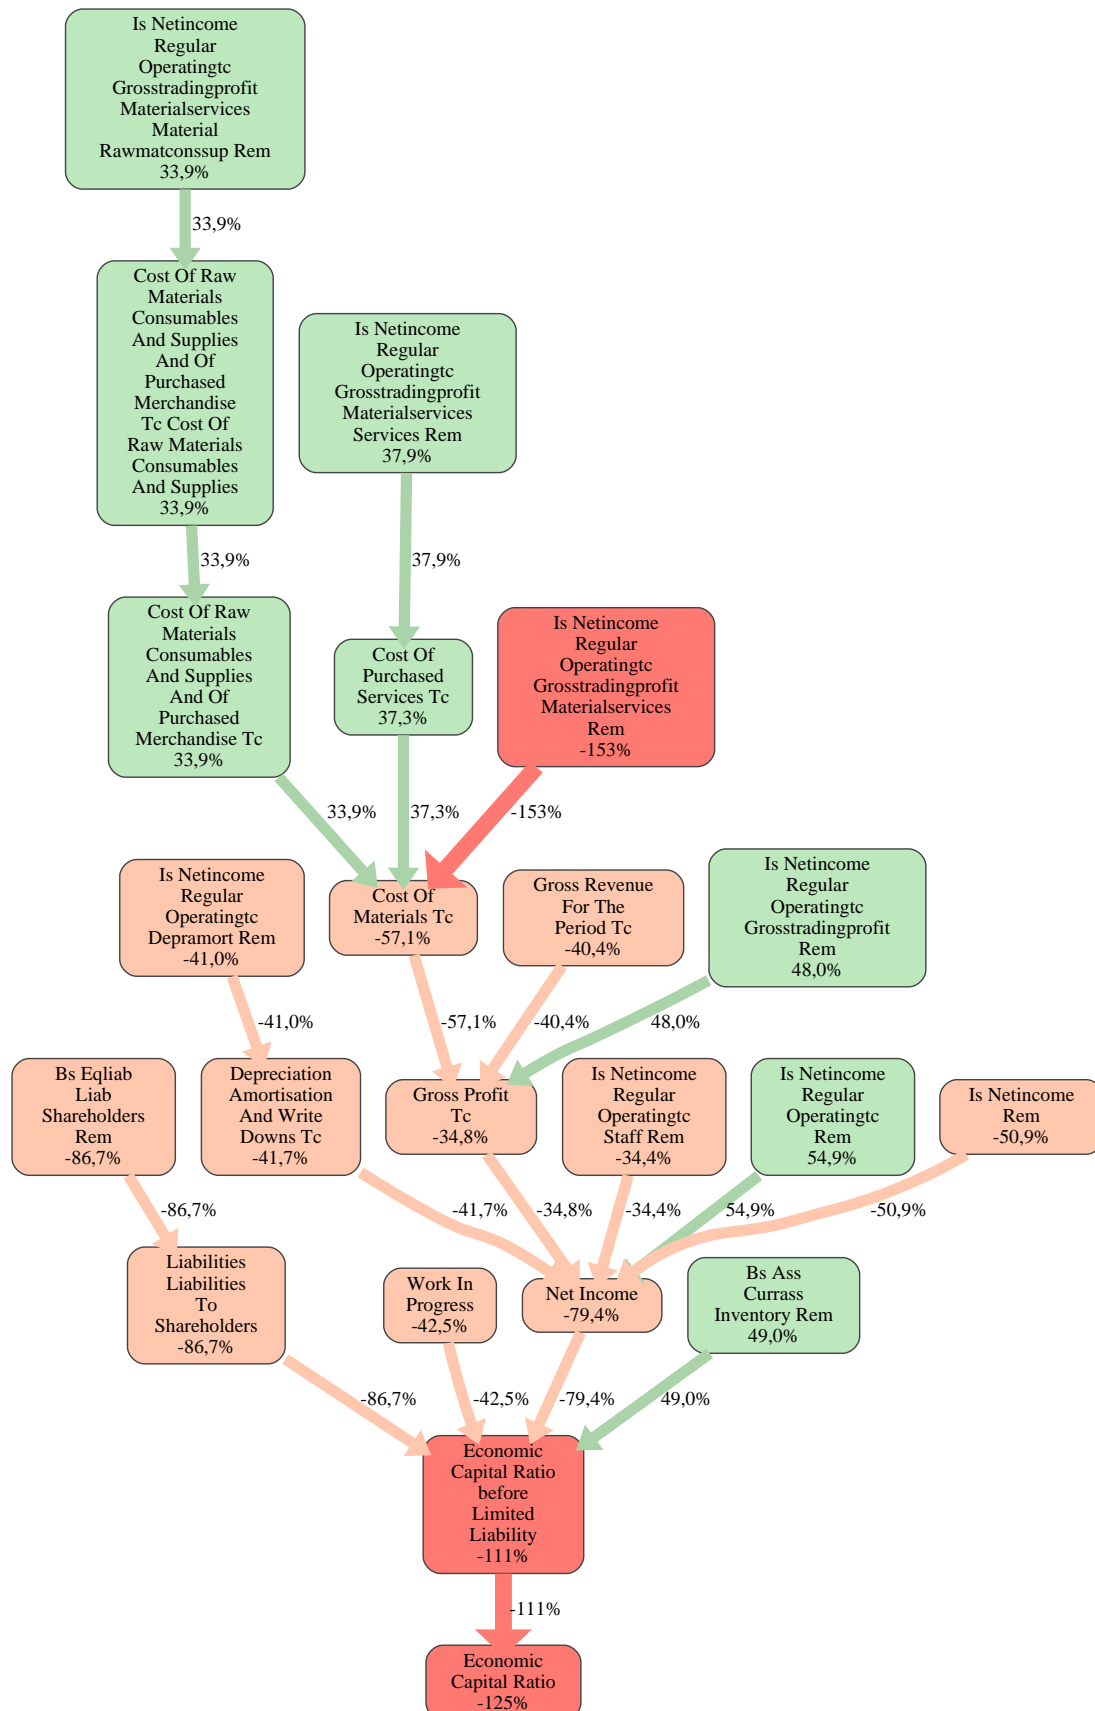 Is Netincome
Regular
Operatingtc
Grosstradingprofit
Materialservices
Material
Rawmatconssup Rem
33,9%
33,9%
Cost Of Raw
Materials
Consumables
And Supplies
And Of
Purchased
Merchandise
Tc Cost Of
Raw Materials
Consumables
And Supplies
33,9%
Is Netincome
Regular
Operatingtc
Grosstradingprofit
Materialservices
Services Rem
37,9%
33,9%
37,9%
Cost Of Raw
Materials
Consumables
And Supplies
And Of
Purchased
Merchandise Tc
33,9%
Cost Of
Purchased
Services Tc
37,3%
Is Netincome
Regular
Operatingtc
Grosstradingprofit
Materialservices
Rem
-153%
33,9%
37,3%
-153%
Is Netincome
Regular
Operatingtc
Depramort Rem
-41,0%
Cost Of
Materials Tc
-57,1%
Gross Revenue
For The
Period Tc
-40,4%
Is Netincome
Regular
Operatingtc
Grosstradingprofit
Rem
48,0%
-41,0%
-57,1%
-40,4%
48,0%
Bs Eqliab
Liab
Shareholders
Rem
-86,7%
Depreciation
Amortisation
And Write
Downs Tc
-41,7%
Gross Profit
Tc
-34,8%
Is Netincome
Regular
Operatingtc
Staff Rem
-34,4%
Is Netincome
Regular
Operatingtc
Rem
54,9%
Is Netincome
Rem
-50,9%
-86,7%
-41,7%
-34,8%
-34,4%
54,9%
-50,9%
Liabilities
Liabilities
To
Shareholders
-86,7%
Work In
Progress
-42,5%
Net Income
-79,4%
Bs Ass
Currass
Inventory Rem
49,0%
-86,7%
-42,5%
-79,4%
49,0%
Economic
Capital Ratio
before
Limited
Liability
-111%
-111%
Economic
Capital Ratio
-125%